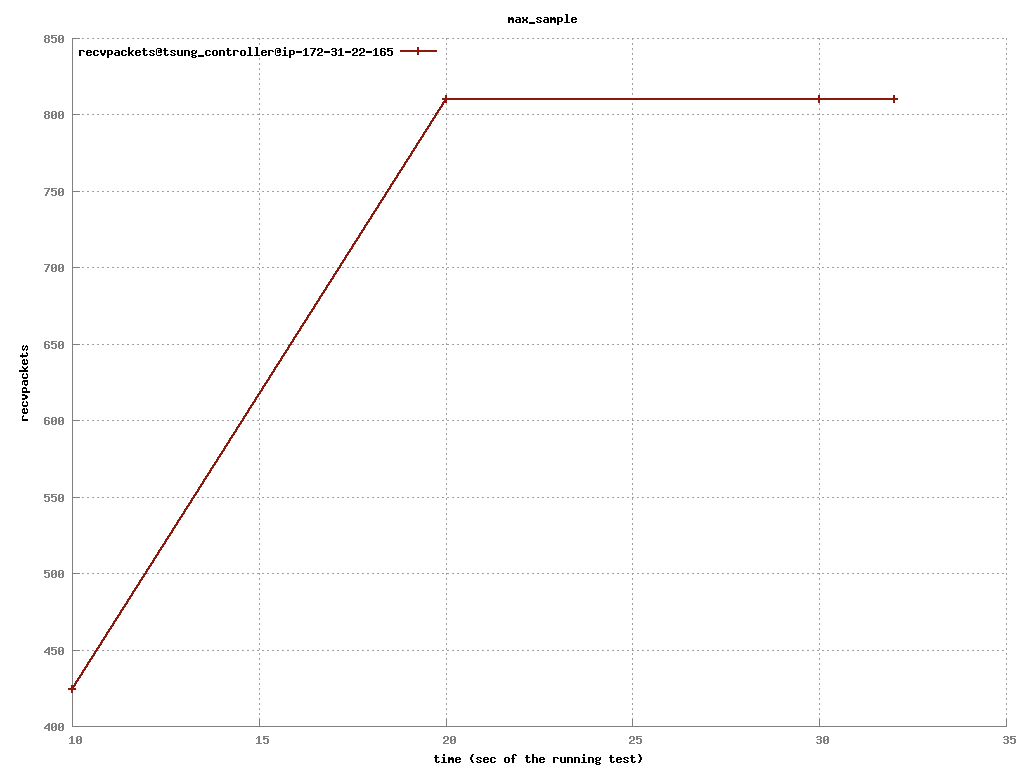 max_sample
850
recvpackets@tsung_controller@ip-172-31-22-165
800
750
700
650
recvpackets
600
550
500
450
400
10 15 20 25 30 35
time (sec of the running test)